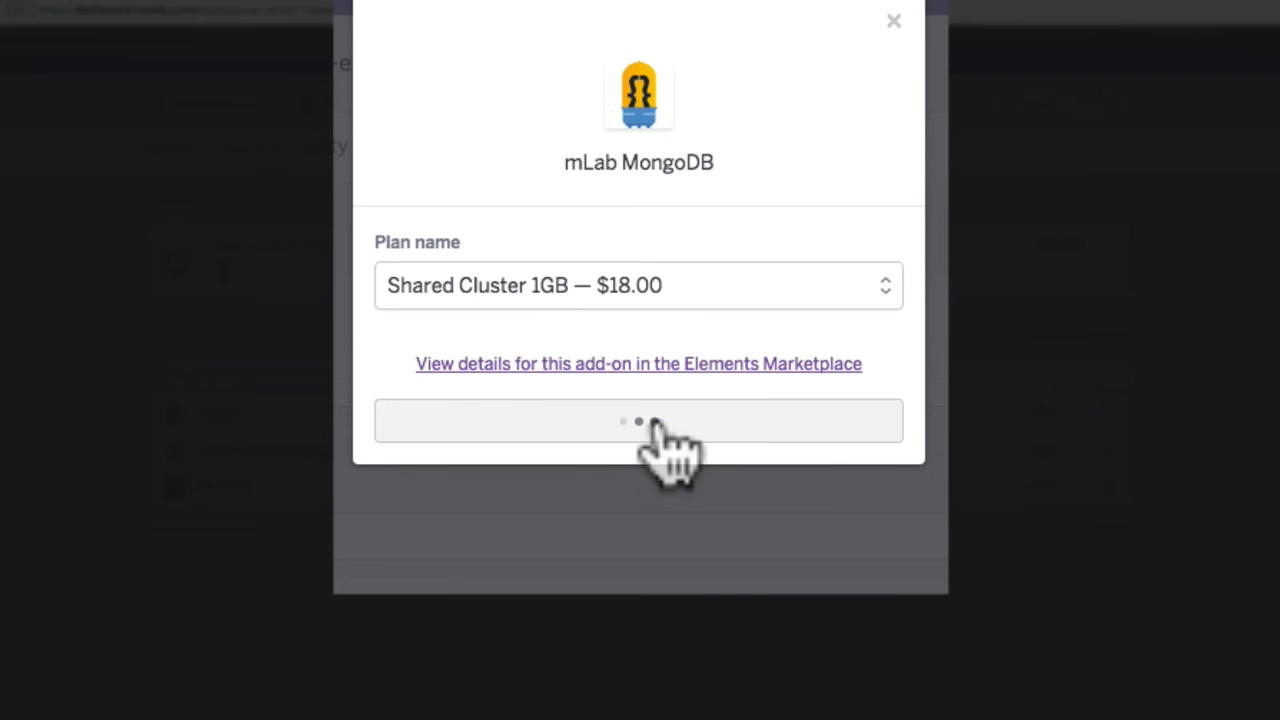 -e
×
ty
mLab MongoDB
Plan name
Shared Cluster 1GB — $18.00
View details for this add-on in the Elements Marketplace